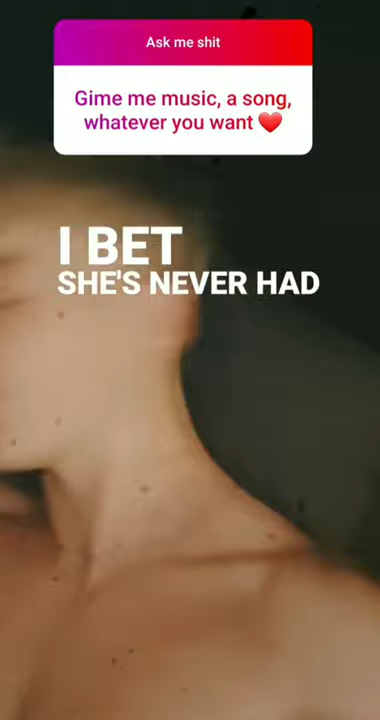 Ask me shit
Gime me music, a song,
whatever you want ❤️
I BET
SHE'S NEVER HAD